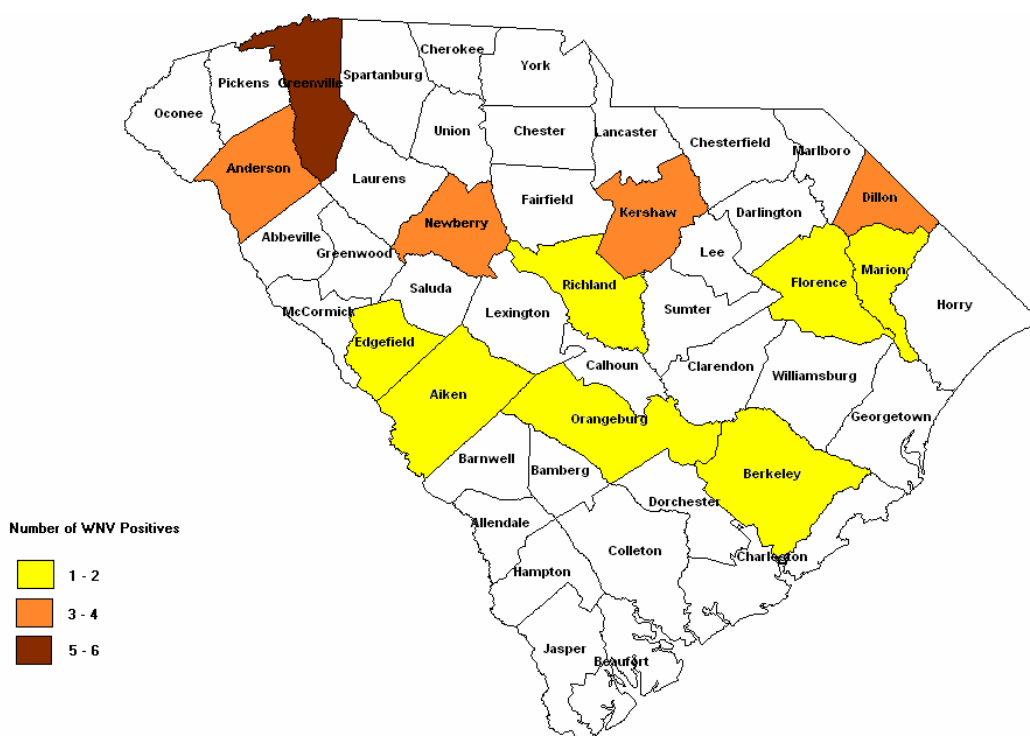 Cherokee
York
Spartanburg
Pickens
Greenville
Oconee
Union
Chester
Lancaster
Chesterfield
Marlboro
Anderson
Laurens
Fairfield
Kershaw
Dillon
Newberry
Darlington
Abbeville
Greenwood
Lee
Marion
Richland
Florence
Saluda
Horry
McCormick
Lexington
Sumter
Edgefield
Calhoun
Clarendon
Williamsburg
Aiken
Orangeburg
Georgetown
Barnwell
Bamberg
Berkeley
Dorchester
Number of WNV Positives
Allendale
Colleton
Charleston
Hampton
1 - 2
3 - 4
5 - 6
Jasper
Beaufort